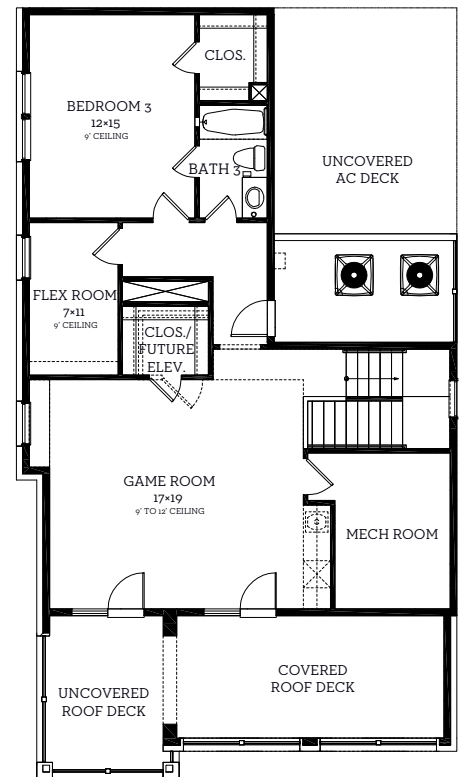 CLOS.
BEDROOM 3
12×15
9' CEILING
BATH 3
UNCOVERED
AC DECK
FLEX ROOM
7×11
9' CEILING
CLOS./
FUTURE
ELEV.
GAME ROOM
17×19
9' TO 12' CEILING
MECH ROOM
COVERED
ROOF DECK
UNCOVERED
ROOF DECK